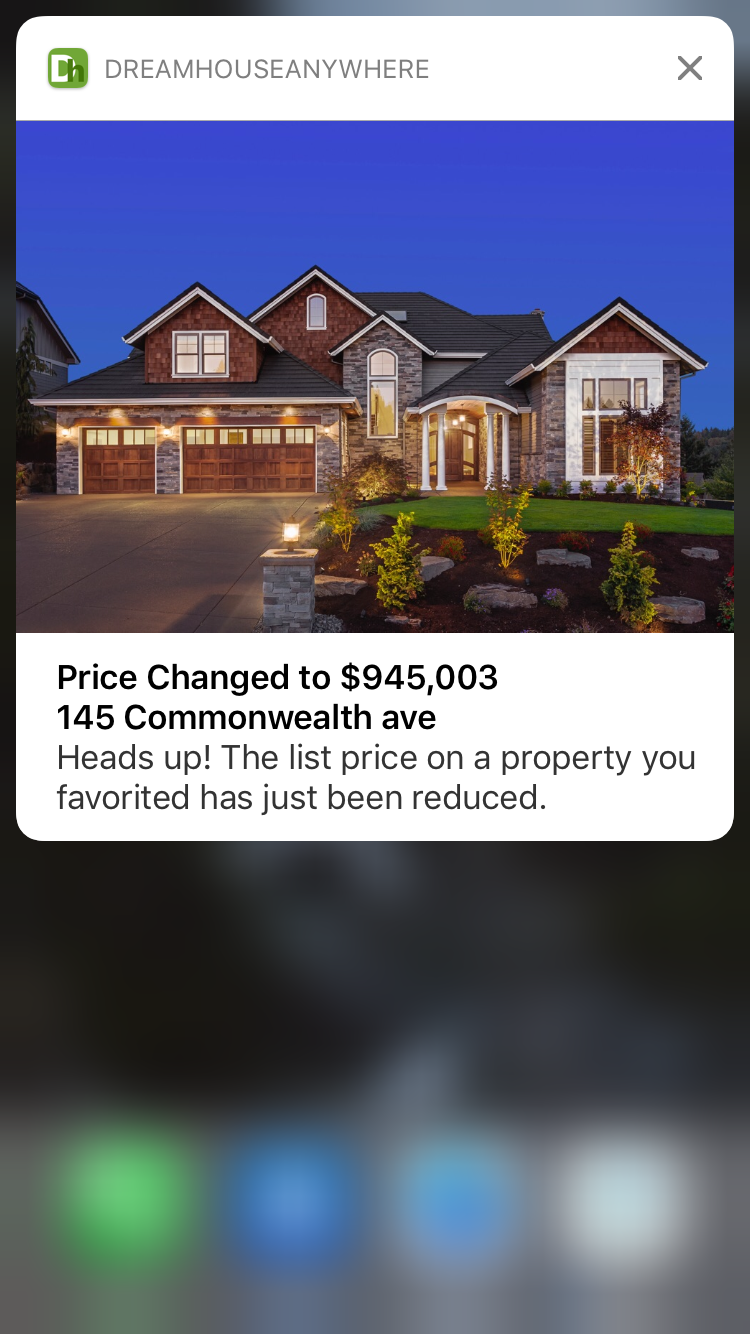 Dh DREAMHOUSEANYWHERE
Price Changed to $945,003
145 Commonwealth ave
Heads up! The list price on a property you
favorited has just been reduced.